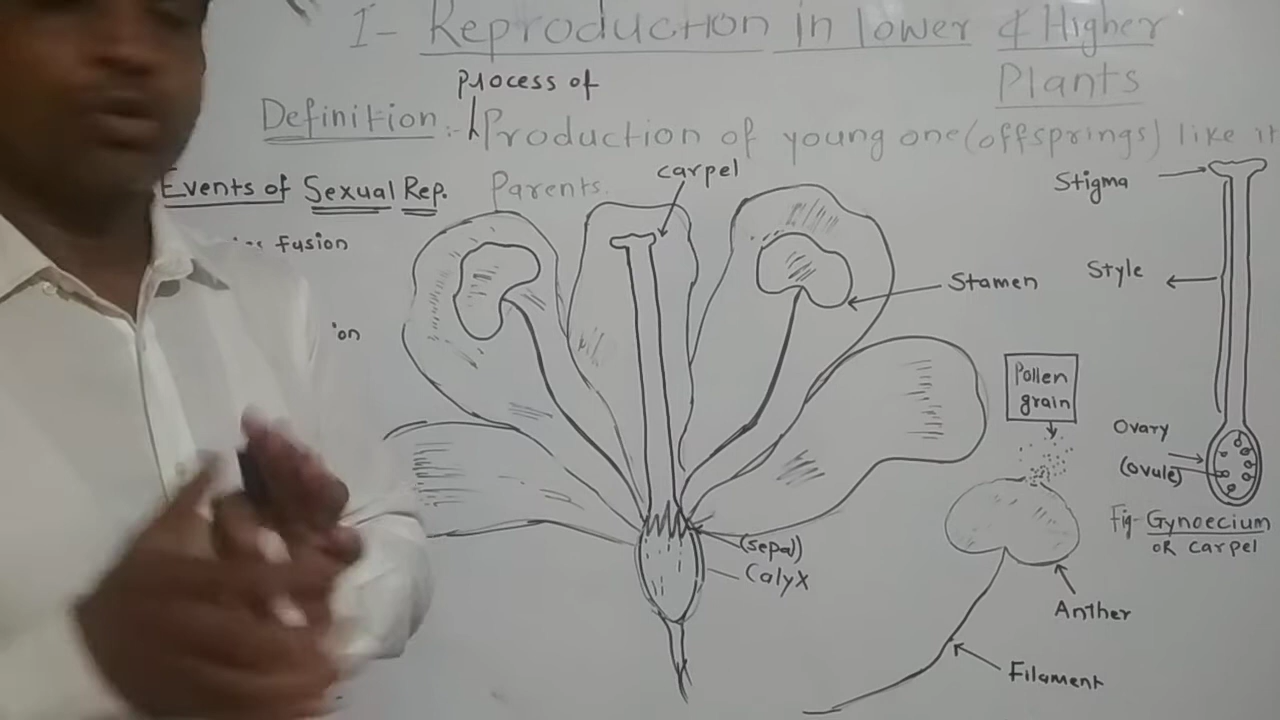 I- Reproduction in lower & Higher
Plants
Process of
Definition :- Production of young one (offsprings) like it
Parents.
Events of Sexual Rep.
fusion
carpel
Stamen
(sepal)
Calyx
Stigma
Style
Pollen
grain
Ovary
(ovule)
Fig- Gynoecium
OR carpel
Anther
Filament